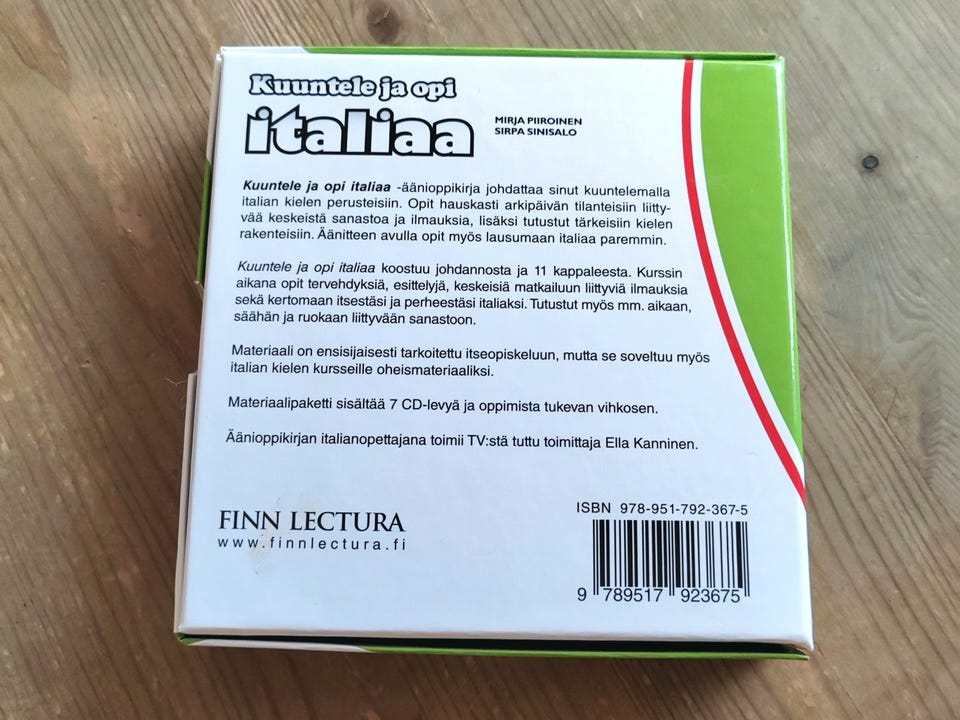 Kuuntele ja opi
italiaa
MIRJA PIIROINEN
SIRPA SINISALO
Kuuntele ja opi italiaa -äänioppikirja johdattaa sinut kuuntelemalla
italian kielen perusteisiin. Opit hauskasti arkipäivän tilanteisiin liitty-
vää keskeistä sanastoa ja ilmauksia, lisäksi tutustut tärkeisiin kielen
rakenteisiin. Äänitteen avulla opit myös lausumaan italiaa paremmin.
Kuuntele ja opi italiaa koostuu johdannosta ja 11 kappaleesta. Kurssin
aikana opit tervehdyksiä, esittelyjä, keskeisiä matkailuun liittyviä ilmauksia
sekä kertomaan itsestäsi ja perheestäsi italiaksi. Tutustut myös mm. aikaan,
säähän ja ruokaan liittyvään sanastoon.
Materiaali on ensisijaisesti tarkoitettu itseopiskeluun, mutta se soveltuu myös
italian kielen kursseille oheismateriaaliksi.
Materiaalipaketti sisältää 7 CD-levyä ja oppimista tukevan vihkosen.
Äänioppikirjan italianopettajana toimii TV:stä tuttu toimittaja Ella Kanninen.
FINN LECTURA
www.finnlectura.fi
ISBN 978-951-792-367-5
9 789517 923675